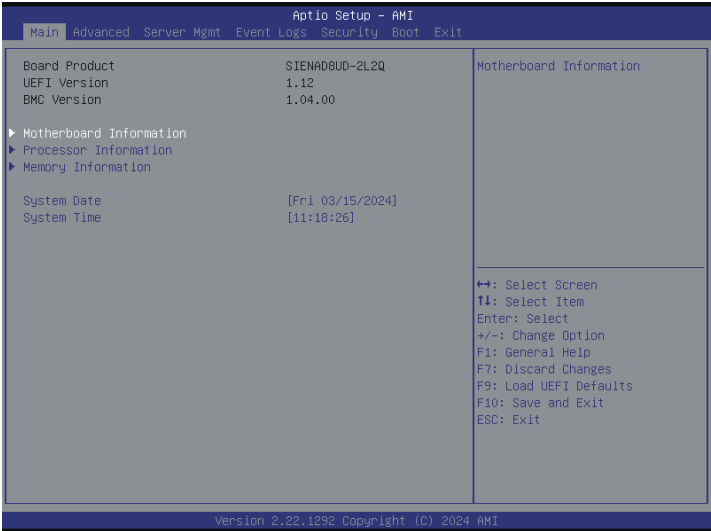 Aptio Setup - AMI
Main Advanced Server Mgmt Event Logs Security Boot Exit
Board Product SIENAD8UD-2L2Q
UEFI Version 1.12
BMC Version 1.04.00
Motherboard Information
Processor Information
Memory Information
System Date [Fri 03/15/2024]
System Time [11:18:26]
Motherboard Information
↔: Select Screen
↑↓: Select Item
Enter: Select
+/-: Change Option
F1: General Help
F7: Discard Changes
F9: Load UEFI Defaults
F10: Save and Exit
ESC: Exit
Version 2.22.1292 Copyright (C) 2024 AMI